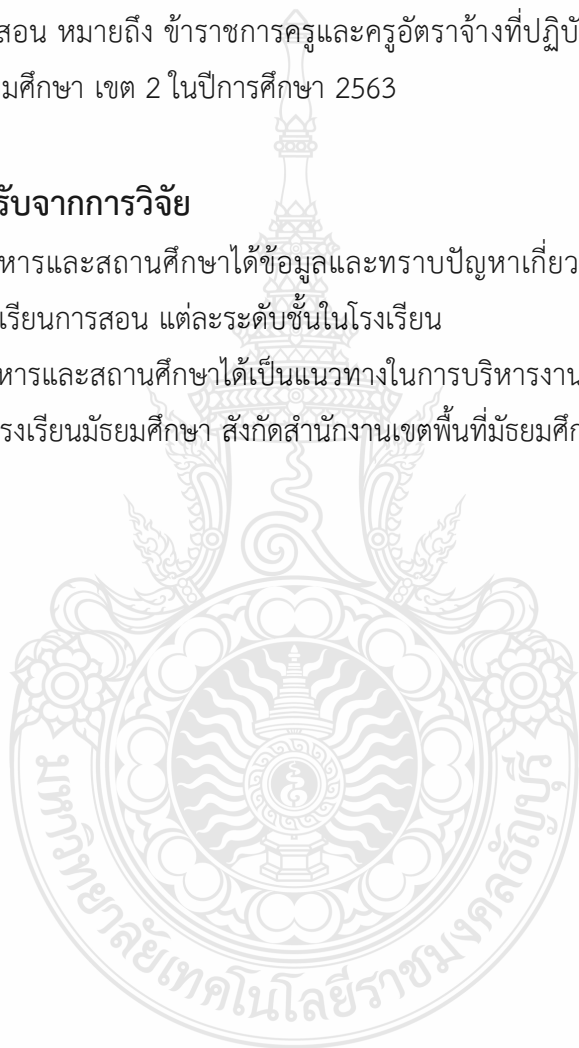 สอน หมายถึง ข้าราชการครูและครูอัตราจ้างที่ปฏิบั
มศึกษา เขต 2 ในปีการศึกษา 2563
รับจากการวิจัย
หารและสถานศึกษาได้ข้อมูลและทราบปัญหาเกี่ยว
เรียนการสอน แต่ละระดับชั้นในโรงเรียน
หารและสถานศึกษาได้เป็นแนวทางในการบริหารงาน
รงเรียนมัธยมศึกษา สังกัดสำนักงานเขตพื้นที่มัธยมศึก
มหาวิทยาลัยเทคโนโลยีราชมงคลธัญบุรี